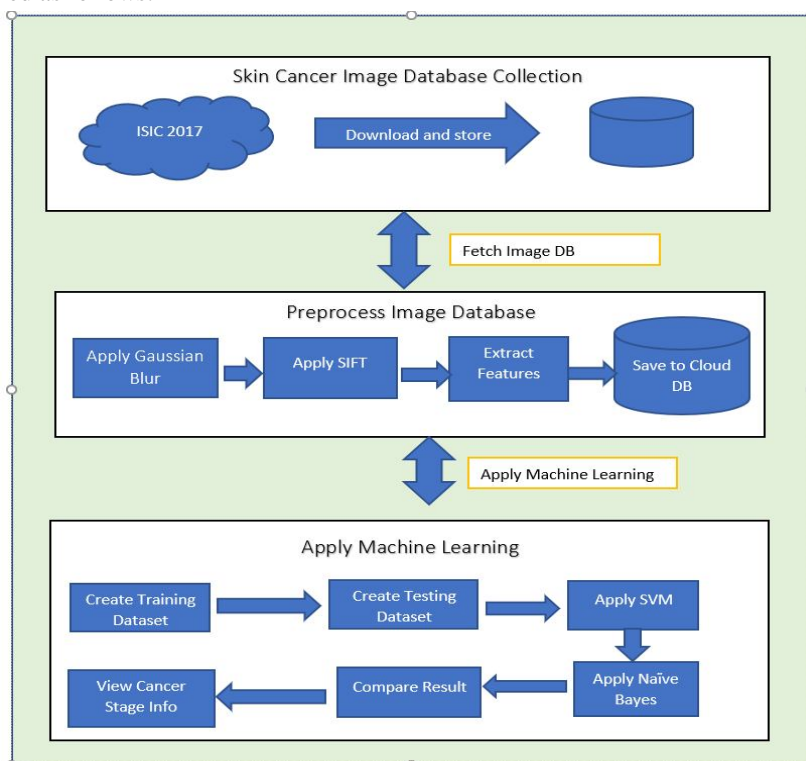 Skin Cancer Image Database Collection
ISIC 2017
Download and store
Fetch Image DB
Preprocess Image Database
Apply Gaussian
Blur
Apply SIFT
Extract
Features
Save to Cloud
DB
Apply Machine Learning
Apply Machine Learning
Create Training
Dataset
Create Testing
Dataset
Apply SVM
Apply Naïve
Bayes
Compare Result
View Cancer
Stage Info